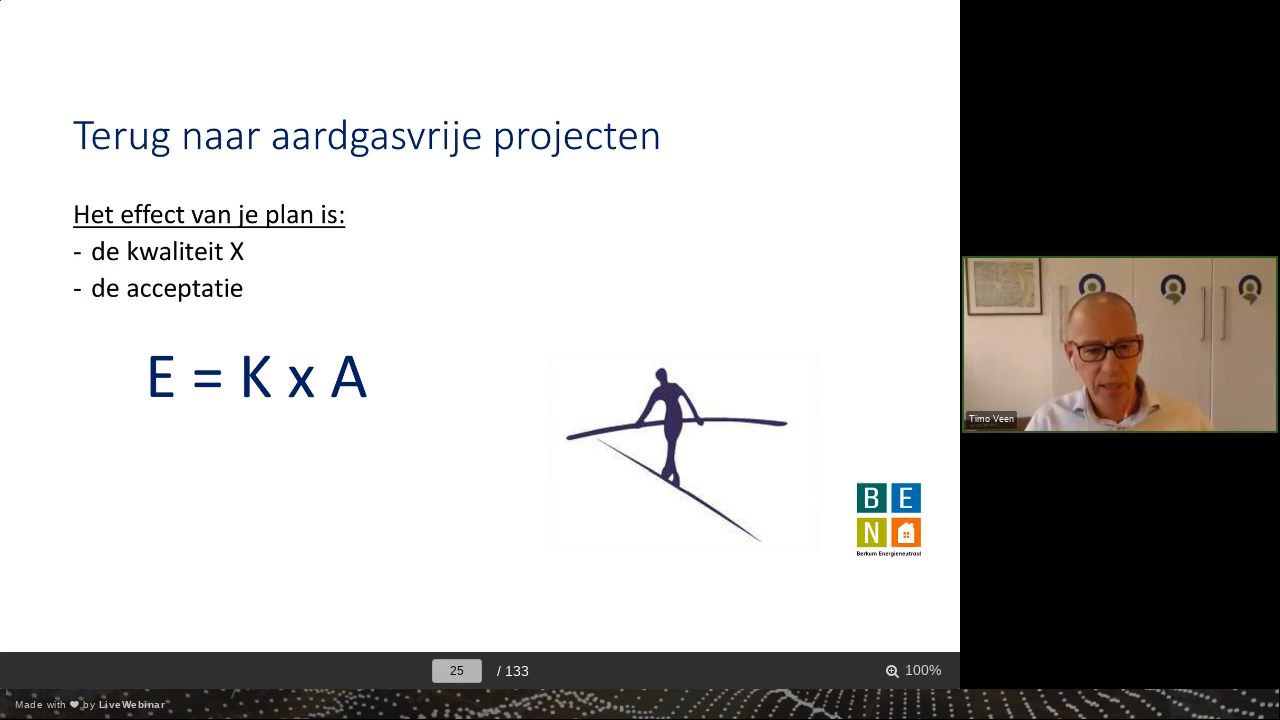 Terug naar aardgasvrije projecten
Het effect van je plan is:
- de kwaliteit X
- de acceptatie
E = K x A
B E
N
Berkum Energieneutraal
Timo Veen
25 / 133
100%
Made with ❤ by LiveWebinar